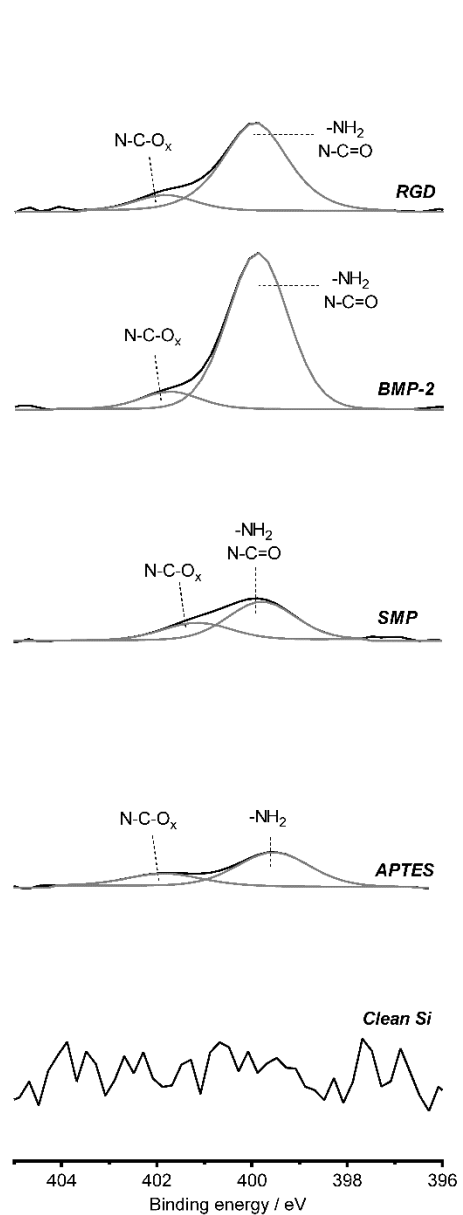 -NH₂
N-C-Oₓ
N-C=O
RGD
-NH₂
N-C=O
N-C-Oₓ
BMP-2
-NH₂
N-C=O
N-C-Oₓ
SMP
N-C-Oₓ
-NH₂
APTES
Clean Si
404 402 400 398 396
Binding energy / eV